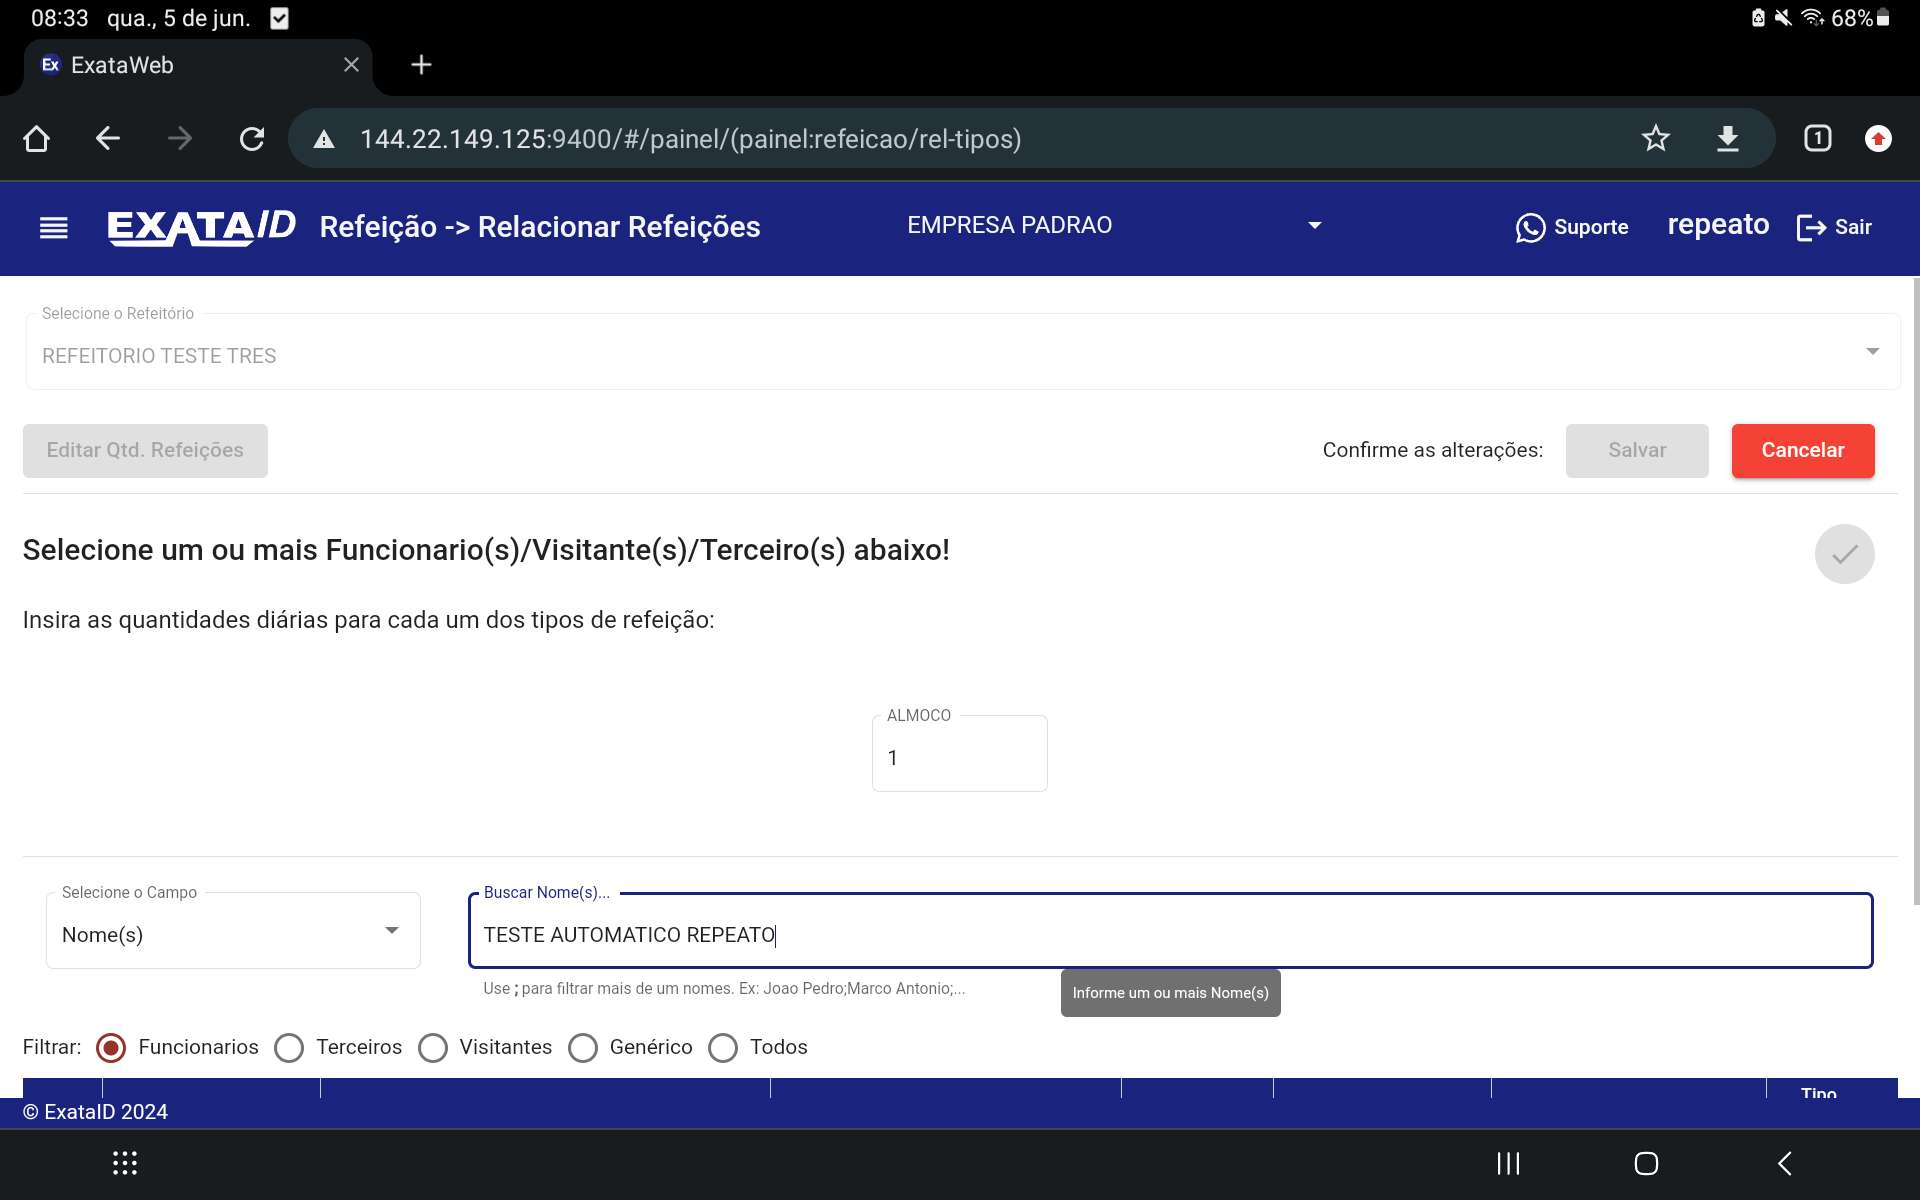 08:33 qua., 5 de jun. 68%
Ex ExataWeb
144.22.149.125:9400/#/painel/(painel:refeicao/rel-tipos) 1
EXATAID Refeição -> Relacionar Refeições EMPRESA PADRAO Suporte repeato Sair
Selecione o Refeitório
REFEITORIO TESTE TRES
Editar Qtd. Refeições Confirme as alterações: Salvar Cancelar
Selecione um ou mais Funcionario(s)/Visitante(s)/Terceiro(s) abaixo!
Insira as quantidades diárias para cada um dos tipos de refeição:
ALMOCO
1
Selecione o Campo Buscar Nome(s)...
Nome(s) TESTE AUTOMATICO REPEATO
Use ; para filtrar mais de um nomes. Ex: Joao Pedro;Marco Antonio;... Informe um ou mais Nome(s)
Filtrar: Funcionarios Terceiros Visitantes Genérico Todos
Tipo
© ExataID 2024